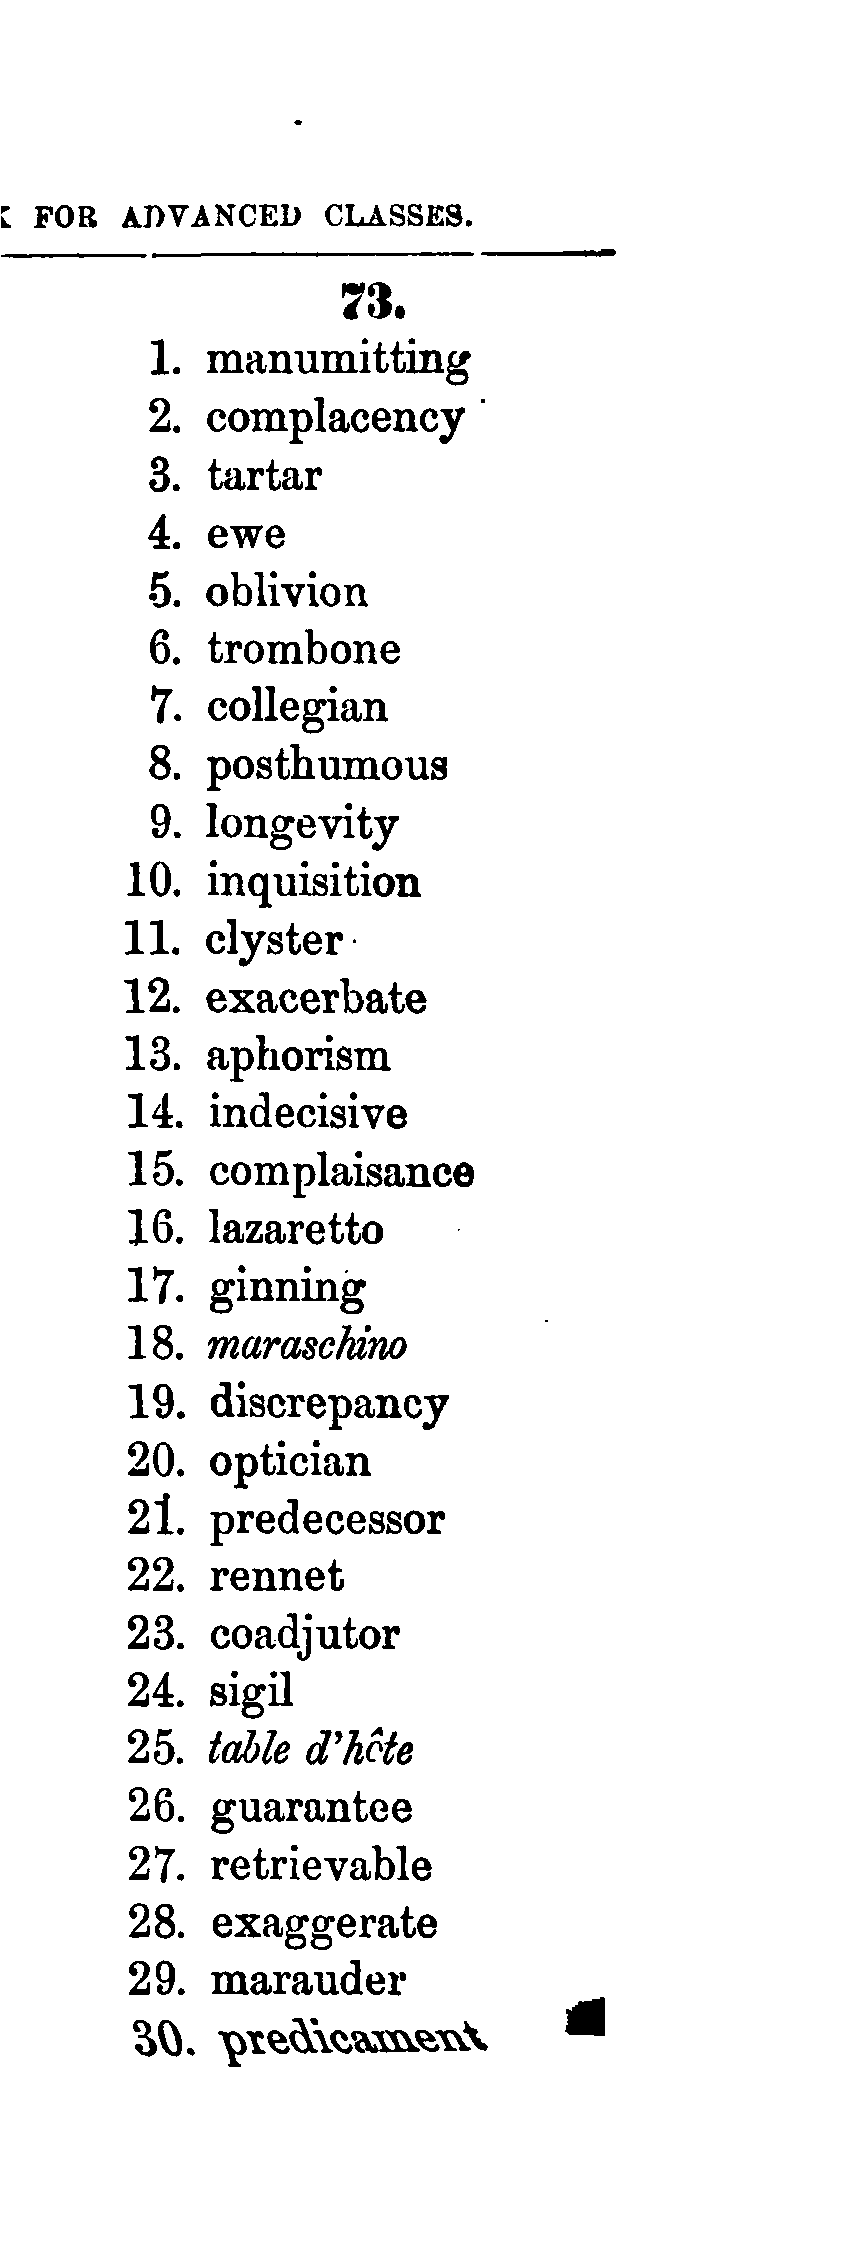 FOR ADVANCED CLASSES.
73.
1. manumitting
2. complacency
3. tartar
4. ewe
5. oblivion
6. trombone
7. collegian
8. posthumous
9. longevity
10. inquisition
11. clyster
12. exacerbate
13. aphorism
14. indecisive
15. complaisance
16. lazaretto
17. ginning
18. maraschino
19. discrepancy
20. optician
21. predecessor
22. rennet
23. coadjutor
24. sigil
25. table d'hôte
26. guarantee
27. retrievable
28. exaggerate
29. marauder
30. predicament